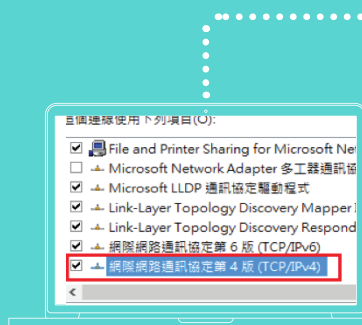 這個連線使用下列項目(O):
File and Printer Sharing for Microsoft Net
Microsoft Network Adapter 多工器通訊協
Microsoft LLDP 通訊協定驅動程式
Link-Layer Topology Discovery Mapper I
Link-Layer Topology Discovery Respond
網際網路通訊協定第 6 版 (TCP/IPv6)
網際網路通訊協定第 4 版 (TCP/IPv4)